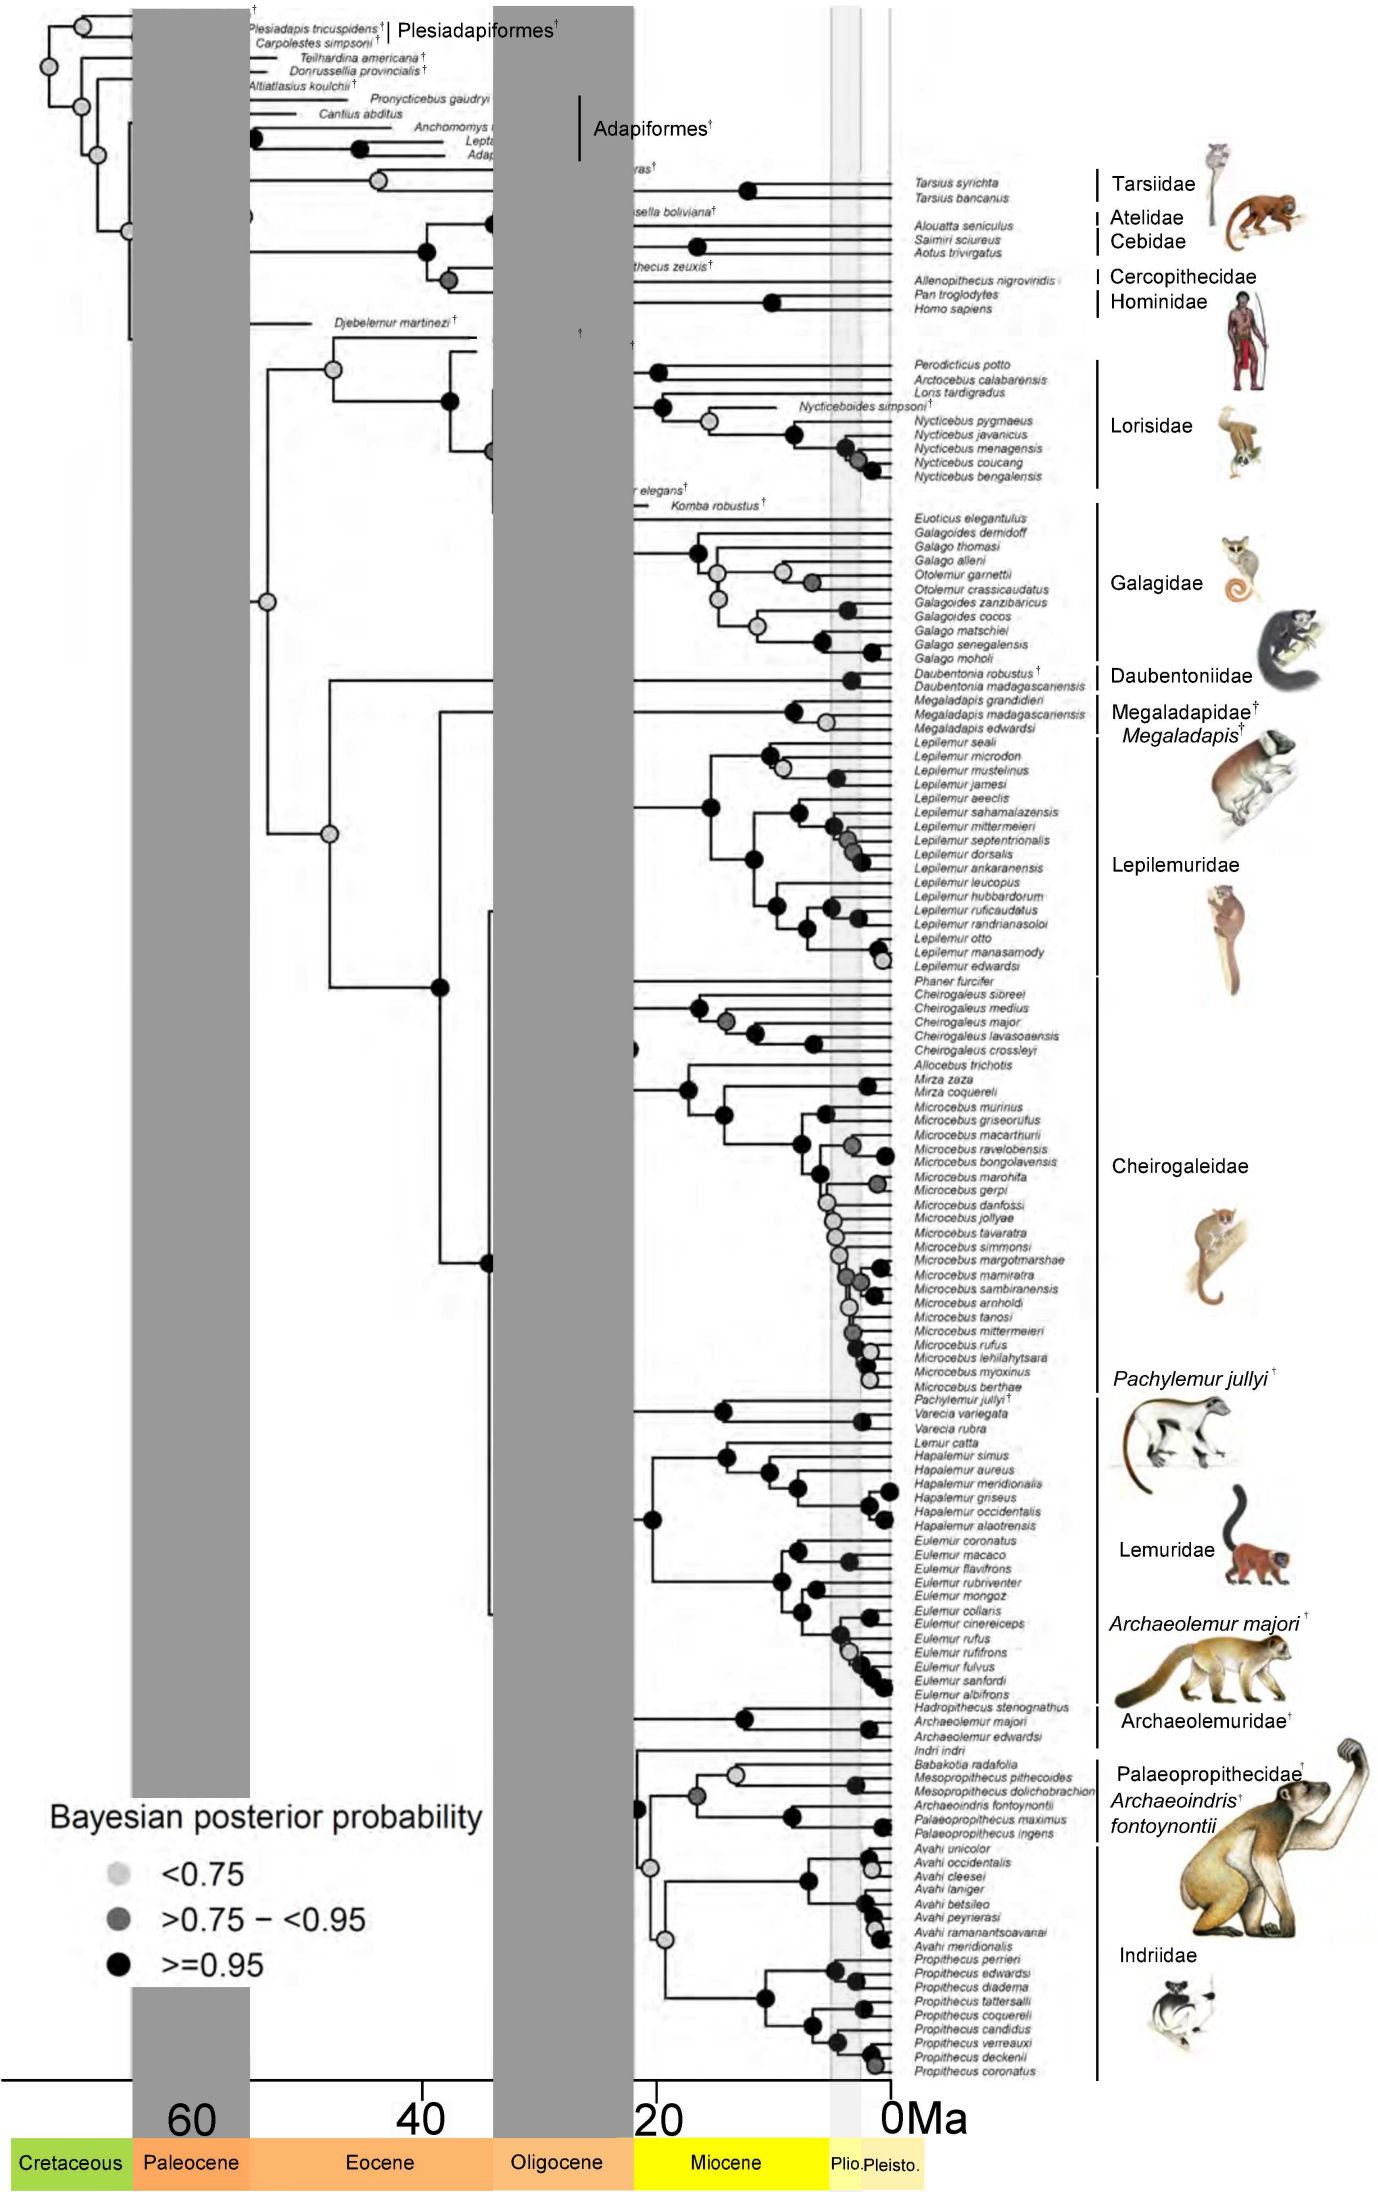 †
Plesiadapis tricuspidens†
Plesiadapiformes†
Carpolestes simpsoni†
Teilhardina americana†
Donrussellia provincialis†
Altiatlasius koulchii†
Pronycticebus gaudryi
Cantius abditus
Anchomomys
Adapiformes†
Lept
Adap
ras†
Tarsius syrichta
Tarsiidae
Tarsius bancanus
sella boliviana†
Atelidae
Alouatta seniculus
Saimiri sciureus
Cebidae
Aotus trivirgatus
thecus zeuxis†
Cercopithecidae
Allenopithecus nigroviridis
Pan troglodytes
Hominidae
Homo sapiens
Djebelemur martinezi†
†
†
Perodicticus potto
Arctocebus calabarensis
Loris tardigradus
Nycticeboides simpsoni†
Nycticebus pygmaeus
Lorisidae
Nycticebus javanicus
Nycticebus menagensis
Nycticebus coucang
Nycticebus bengalensis
r elegans†
Komba robustus†
Euoticus elegantulus
Galagoides demidoff
Galago thomasi
Galago alleni
Otolemur garnettii
Galagidae
Otolemur crassicaudatus
Galagoides zanzibaricus
Galagoides cocos
Galago matschiei
Galago senegalensis
Galago moholi
Daubentonia robustus†
Daubentoniidae
Daubentonia madagascariensis
Megaladapis grandidieri
Megaladapidae†
Megaladapis madagascariensis
Megaladapis edwardsi
Megaladapis†
Lepilemur seali
Lepilemur microdon
Lepilemur mustelinus
Lepilemur jamesi
Lepilemur aeeclis
Lepilemur sahamalazensis
Lepilemur mittermeieri
Lepilemur septentrionalis
Lepilemur dorsalis
Lepilemuridae
Lepilemur ankaranensis
Lepilemur leucopus
Lepilemur hubbardorum
Lepilemur ruficaudatus
Lepilemur randrianasoloi
Lepilemur otto
Lepilemur manasamody
Lepilemur edwardsi
Phaner furcifer
Cheirogaleus sibreei
Cheirogaleus medius
Cheirogaleus major
Cheirogaleus lavasoaensis
Cheirogaleus crossleyi
Allocebus trichotis
Mirza zaza
Mirza coquereli
Microcebus murinus
Microcebus griseorufus
Microcebus macarthurii
Microcebus ravelobensis
Microcebus bongolavensis
Cheirogaleidae
Microcebus marohita
Microcebus gerpi
Microcebus danfossi
Microcebus jollyae
Microcebus tavaratra
Microcebus simmonsi
Microcebus margotmarshae
Microcebus mamiratra
Microcebus sambiranensis
Microcebus arnholdi
Microcebus tanosi
Microcebus mittermeieri
Microcebus rufus
Microcebus lehilahytsara
Microcebus myoxinus
Pachylemur jullyi†
Microcebus berthae
Pachylemur jullyi†
Varecia variegata
Varecia rubra
Lemur catta
Hapalemur simus
Hapalemur aureus
Hapalemur meridionalis
Hapalemur griseus
Hapalemur occidentalis
Hapalemur alaotrensis
Eulemur coronatus
Lemuridae
Eulemur macaco
Eulemur flavifrons
Eulemur rubriventer
Eulemur mongoz
Eulemur collaris
Eulemur cinereiceps
Archaeolemur majori†
Eulemur rufus
Eulemur rufifrons
Eulemur fulvus
Eulemur sanfordi
Eulemur albifrons
Hadropithecus stenognathus
Archaeolemur majori
Archaeolemuridae†
Archaeolemur edwardsi
Indri indri
Babakotia radafolia
Palaeopropithecidae†
Mesopropithecus pithecoides
Mesopropithecus dolichobrachion
Archaeoindris†
Archaeoindris fontoynontii
Palaeopropithecus maximus
fontoynontii
Palaeopropithecus ingens
Avahi unicolor
Avahi occidentalis
Avahi cleesei
Avahi laniger
Avahi betsileo
Avahi peyrierasi
Avahi ramanantsoavanai
Avahi meridionalis
Indriidae
Propithecus perrieri
Propithecus edwardsi
Propithecus diadema
Propithecus tattersalli
Propithecus coquereli
Propithecus candidus
Propithecus verreauxi
Propithecus deckenii
Propithecus coronatus
Bayesian posterior probability
<0.75
>0.75 – <0.95
>=0.95
60 40 20 0Ma
Cretaceous Paleocene Eocene Oligocene Miocene Plio. Pleisto.